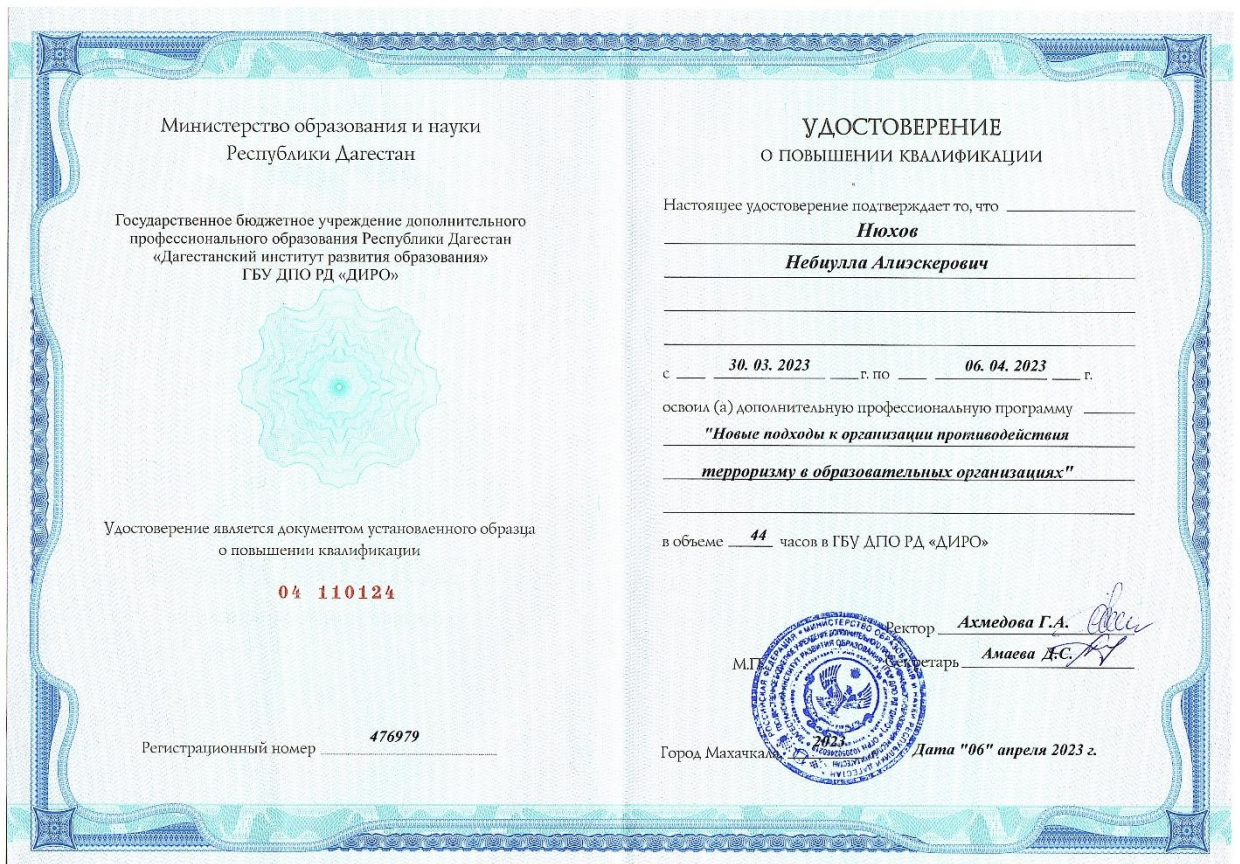 Министерство образования и науки
Республики Дагестан
Государственное бюджетное учреждение дополнительного
профессионального образования Республики Дагестан
«Дагестанский институт развития образования»
ГБУ ДПО РД «ДИРО»
Удостоверение является документом установленного образца
о повышении квалификации
04 110124
Регистрационный номер 476979
УДОСТОВЕРЕНИЕ
О ПОВЫШЕНИИ КВАЛИФИКАЦИИ
Настоящее удостоверение подтверждает то, что
Нюхов
Небиулла Алиэскерович
с 30. 03. 2023 г. по 06. 04. 2023 г.
освоил (а) дополнительную профессиональную программу
"Новые подходы к организации противодействия
терроризму в образовательных организациях"
в объеме 44 часов в ГБУ ДПО РД «ДИРО»
Ректор Ахмедова Г.А.
М.П. Секретарь Амаева Д.С.
Город Махачкала, 2023 Дата "06" апреля 2023 г.